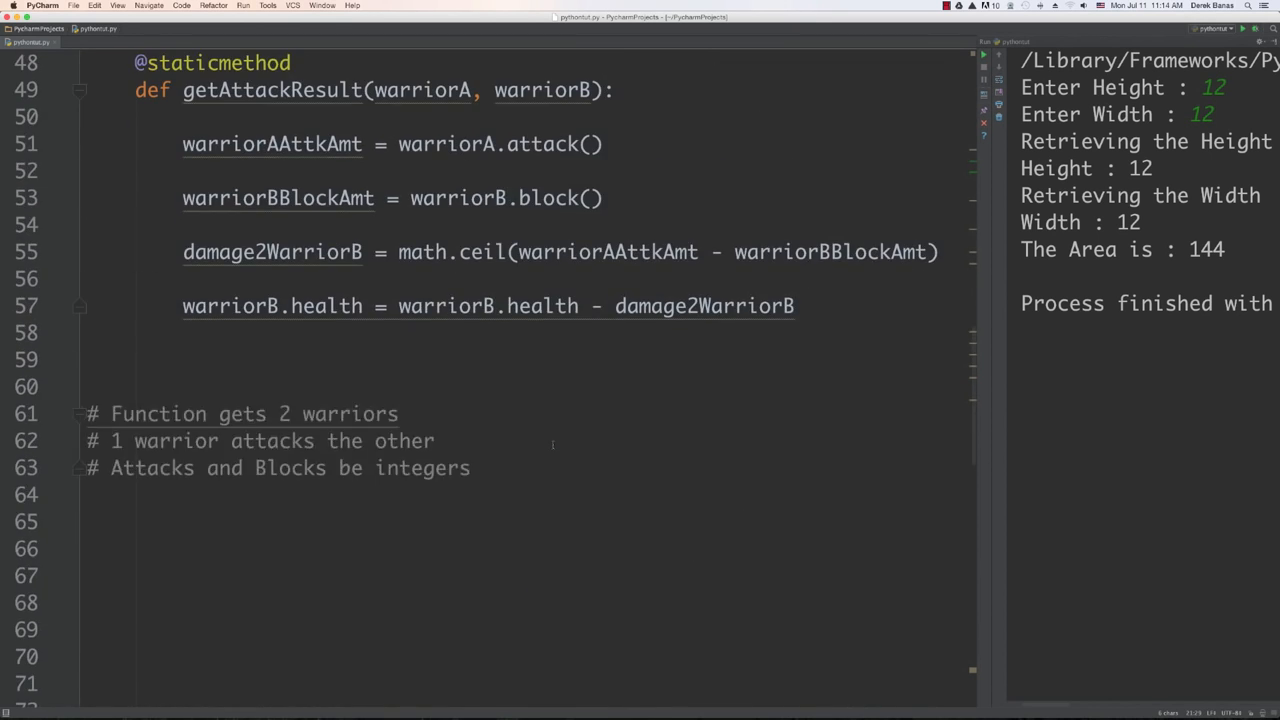 PyCharm File Edit View Navigate Code Refactor Run Tools VCS Window Help
10 Mon Jul 11 11:14 AM Derek Banas
pythontut.py - PycharmProjects - [~/PycharmProjects]
PycharmProjects pythontut.py
pythontut
pythontut.py
Run: pythontut
48 @staticmethod
49 def getAttackResult(warriorA, warriorB):
50
51 warriorAAttkAmt = warriorA.attack()
52
53 warriorBBlockAmt = warriorB.block()
54
55 damage2WarriorB = math.ceil(warriorAAttkAmt - warriorBBlockAmt)
56
57 warriorB.health = warriorB.health - damage2WarriorB
58
59
60
61 # Function gets 2 warriors
62 # 1 warrior attacks the other
63 # Attacks and Blocks be integers
64
65
66
67
68
69
70
71
/Library/Frameworks/Py
Enter Height : 12
Enter Width : 12
Retrieving the Height
Height : 12
Retrieving the Width
Width : 12
The Area is : 144
Process finished with
6 chars 21:29 LF÷ UTF-8÷